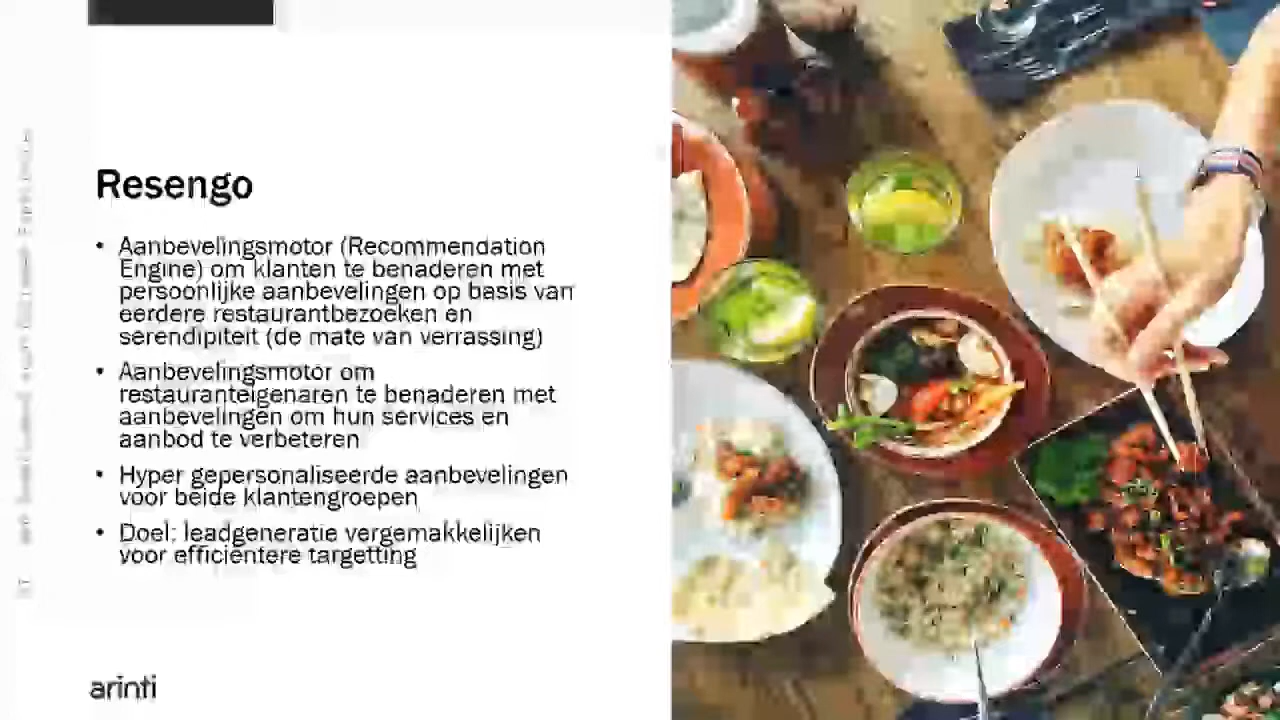 Resengo
• Aanbevelingsmotor (Recommendation
Engine) om klanten te benaderen met
persoonlijke aanbevelingen op basis van
eerdere restaurantbezoeken en
serendipiteit (de mate van verrassing)
• Aanbevelingsmotor om
restauranteigenaren te benaderen met
aanbevelingen om hun services en
aanbod te verbeteren
• Hyper gepersonaliseerde aanbevelingen
voor beide klantengroepen
• Doel: leadgeneratie vergemakkelijken
voor efficiëntere targetting
arinti